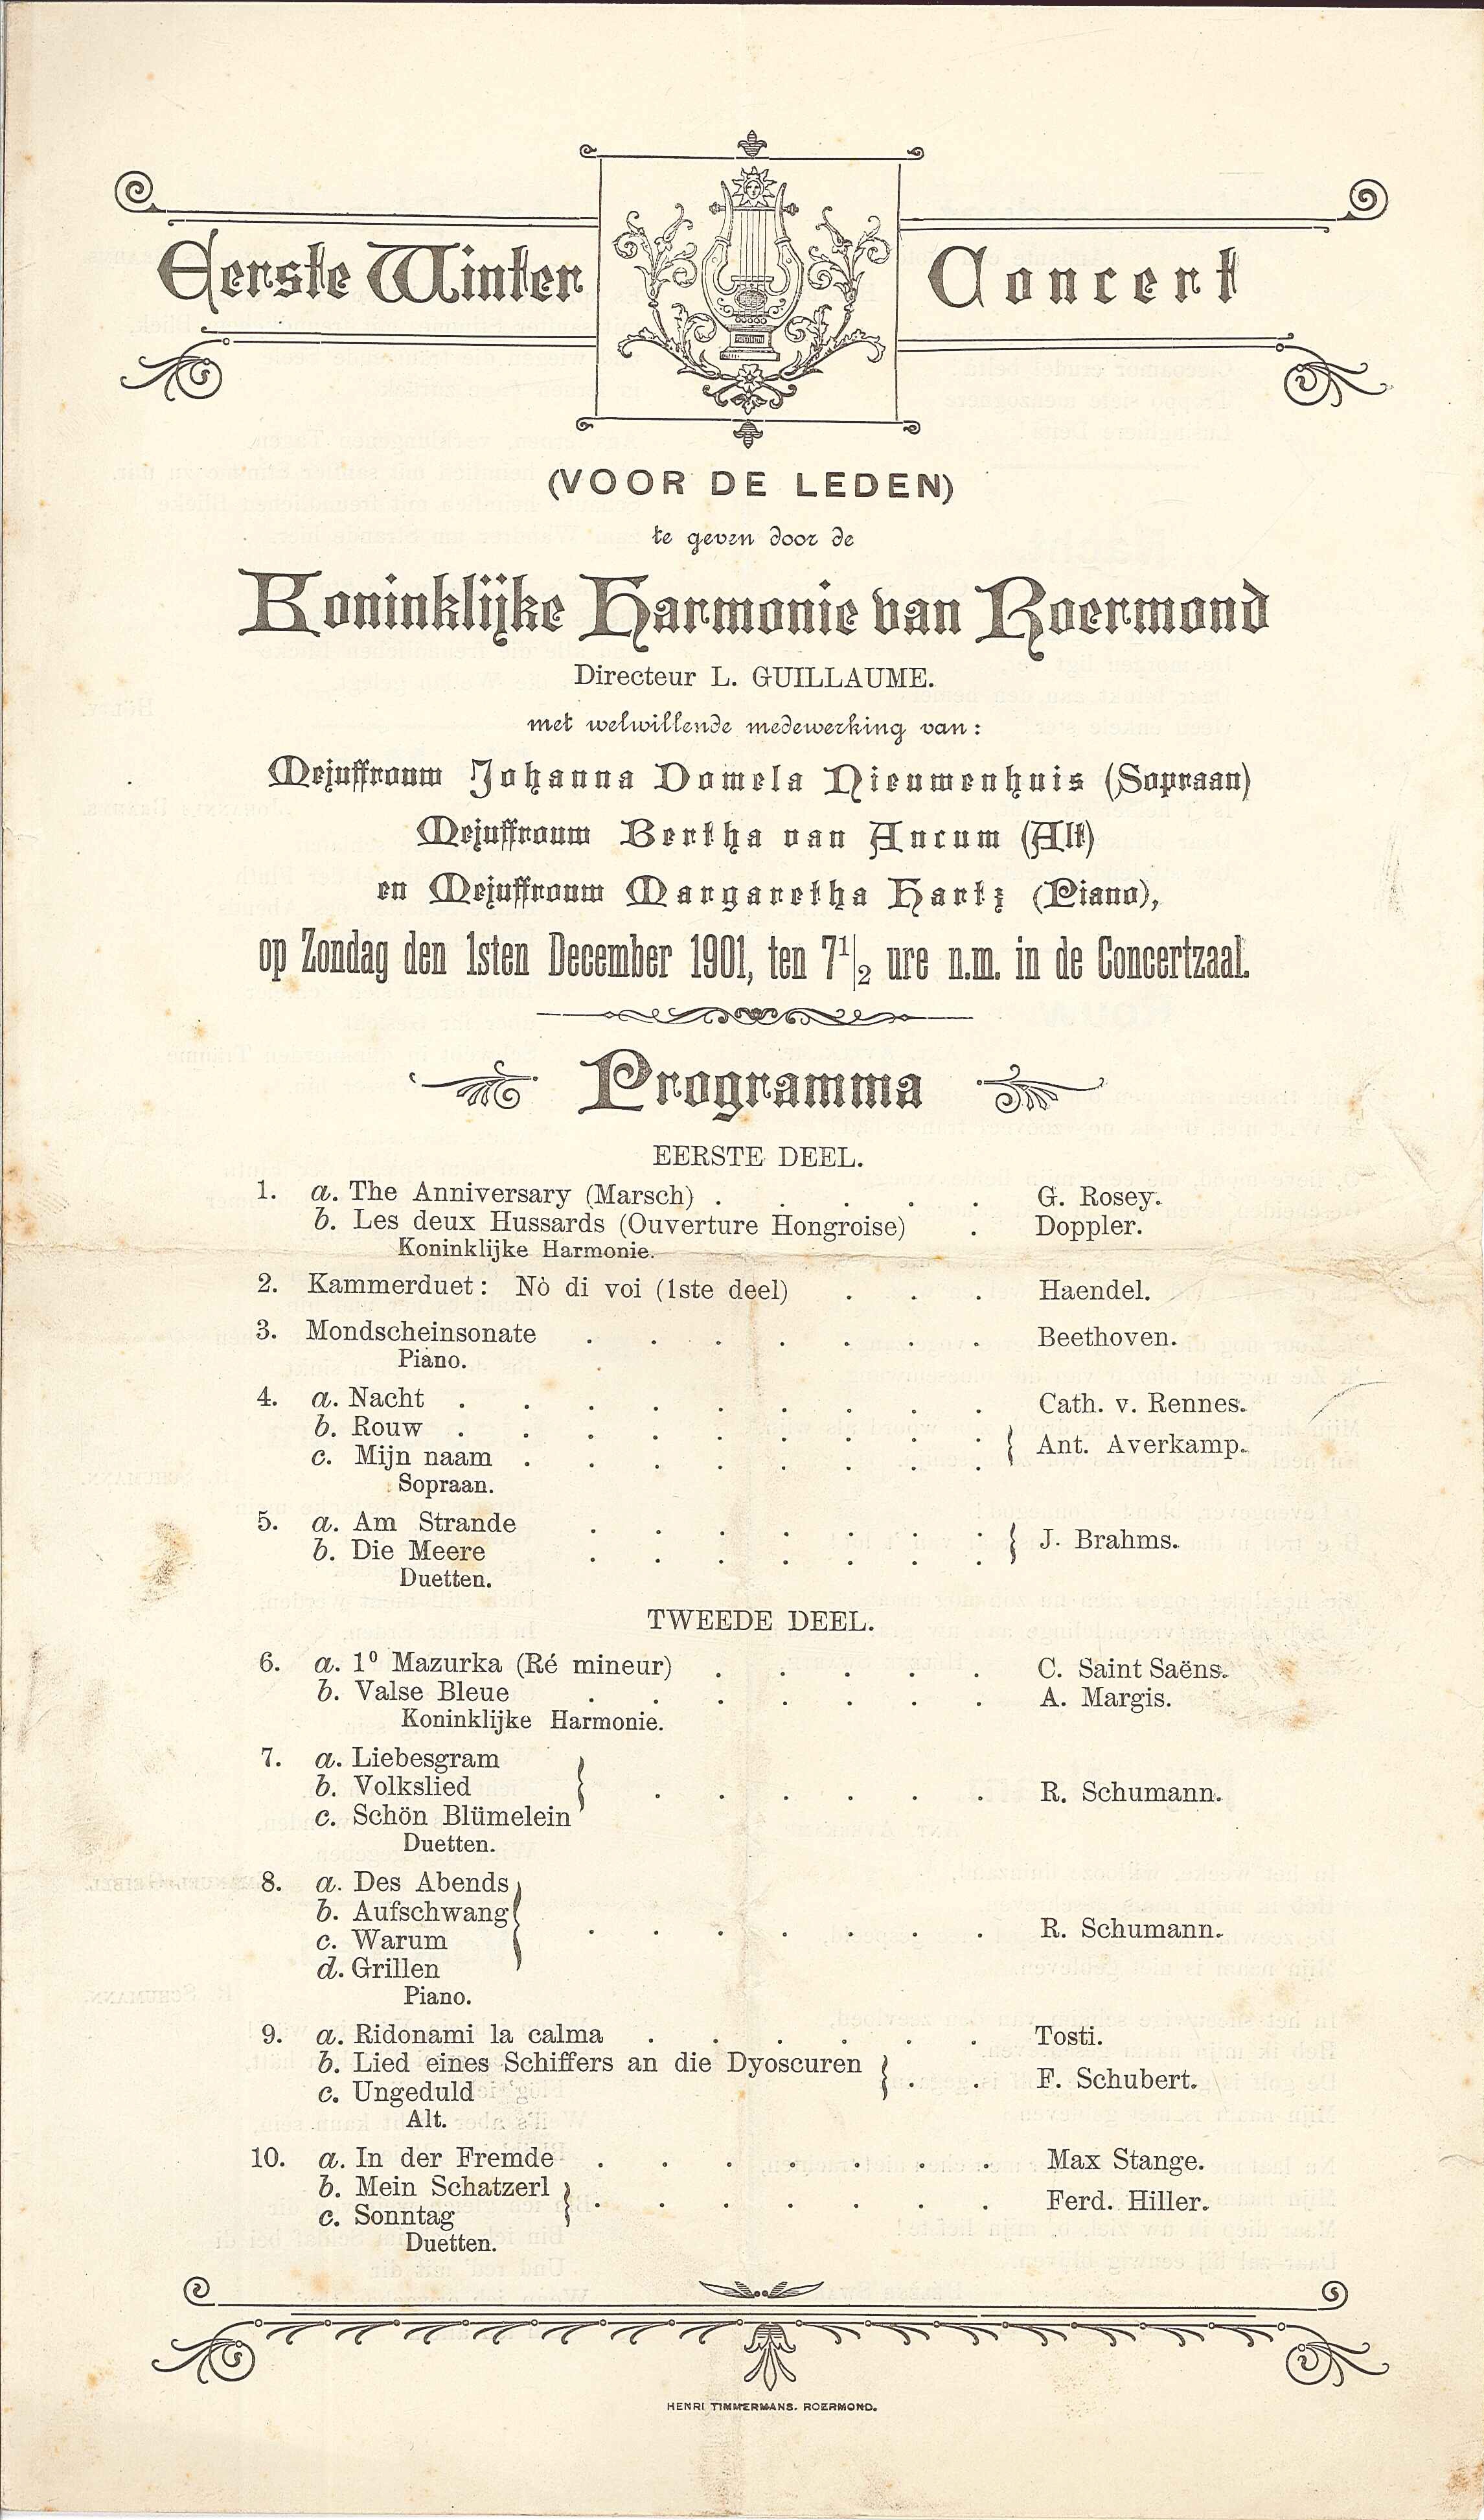 Eerste Winter Concert
(VOOR DE LEDEN)
te geven door de
Koninklijke Harmonie van Roermond
Directeur L. GUILLAUME.
met welwillende medewerking van:
Mejuffrouw Johanna Domela Nieuwenhuis (Sopraan)
Mejuffrouw Bertha van Ancum (Alt)
en Mejuffrouw Margaretha Hartz (Piano),
op Zondag den 1sten December 1901, ten 7 1/2 ure n.m. in de Concertzaal.
Programma
EERSTE DEEL.
1. a. The Anniversary (Marsch) . . . . . G. Rosey.
b. Les deux Hussards (Ouverture Hongroise) . Doppler.
Koninklijke Harmonie.
2. Kammerduet: Nò di voi (1ste deel) . . . Haendel.
3. Mondscheinsonate . . . . . . . Beethoven.
Piano.
4. a. Nacht . . . . . . . . . Cath. v. Rennes.
b. Rouw . . . . . . . . .
c. Mijn naam . . . . . . . . } Ant. Averkamp.
Sopraan.
5. a. Am Strande . . . . . . .
b. Die Meere . . . . . . . } J. Brahms.
Duetten.
TWEEDE DEEL.
6. a. 1º Mazurka (Ré mineur) . . . . . C. Saint Saëns.
b. Valse Bleue . . . . . . . A. Margis.
Koninklijke Harmonie.
7. a. Liebesgram
b. Volkslied } . . . . . . R. Schumann.
c. Schön Blümelein
Duetten.
8. a. Des Abends
b. Aufschwang
c. Warum } . . . . . . . R. Schumann.
d. Grillen
Piano.
9. a. Ridonami la calma . . . . . . Tosti.
b. Lied eines Schiffers an die Dyoscuren
c. Ungeduld } . . F. Schubert.
Alt.
10. a. In der Fremde . . . . . . . Max Stange.
b. Mein Schatzerl
c. Sonntag } . . . . . . . Ferd. Hiller.
Duetten.
HENRI TIMMERMANS. ROERMOND.